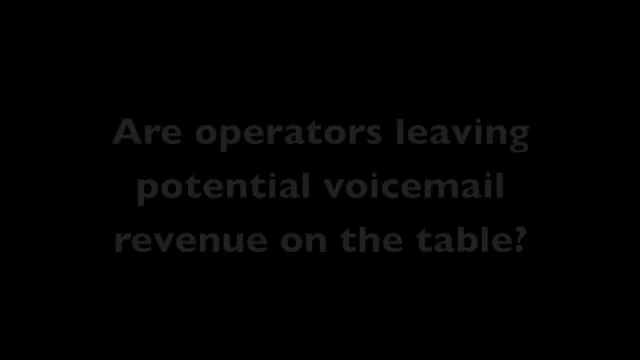 Are operators leaving
potential voicemail
revenue on the table?